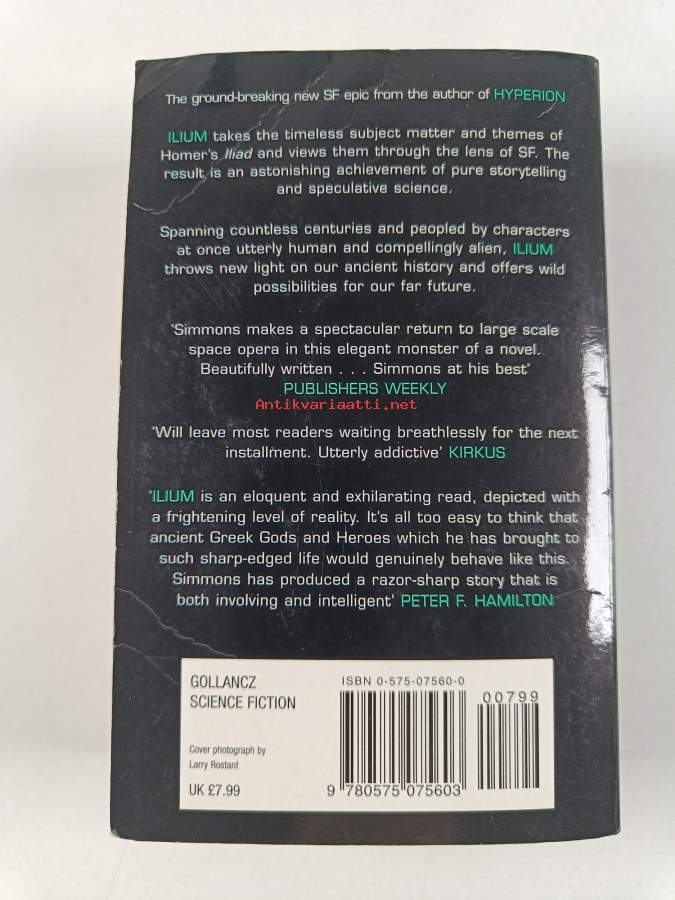 The ground-breaking new SF epic from the author of HYPERION
ILIUM takes the timeless subject matter and themes of
Homer's Iliad and views them through the lens of SF. The
result is an astonishing achievement of pure storytelling
and speculative science.
Spanning countless centuries and peopled by characters
at once utterly human and compellingly alien, ILIUM
throws new light on our ancient history and offers wild
possibilities for our far future.
'Simmons makes a spectacular return to large scale
space opera in this elegant monster of a novel.
Beautifully written . . . Simmons at his best'
PUBLISHERS WEEKLY
Antikvariaatti.net
'Will leave most readers waiting breathlessly for the next
installment. Utterly addictive' KIRKUS
'ILIUM is an eloquent and exhilarating read, depicted with
a frightening level of reality. It's all too easy to think that
ancient Greek Gods and Heroes which he has brought to
such sharp-edged life would genuinely behave like this.
Simmons has produced a razor-sharp story that is
both involving and intelligent' PETER F. HAMILTON
GOLLANCZ
SCIENCE FICTION
Cover photograph by
Larry Rostant
UK £7.99
ISBN 0-575-07560-0
00799
9 780575 075603